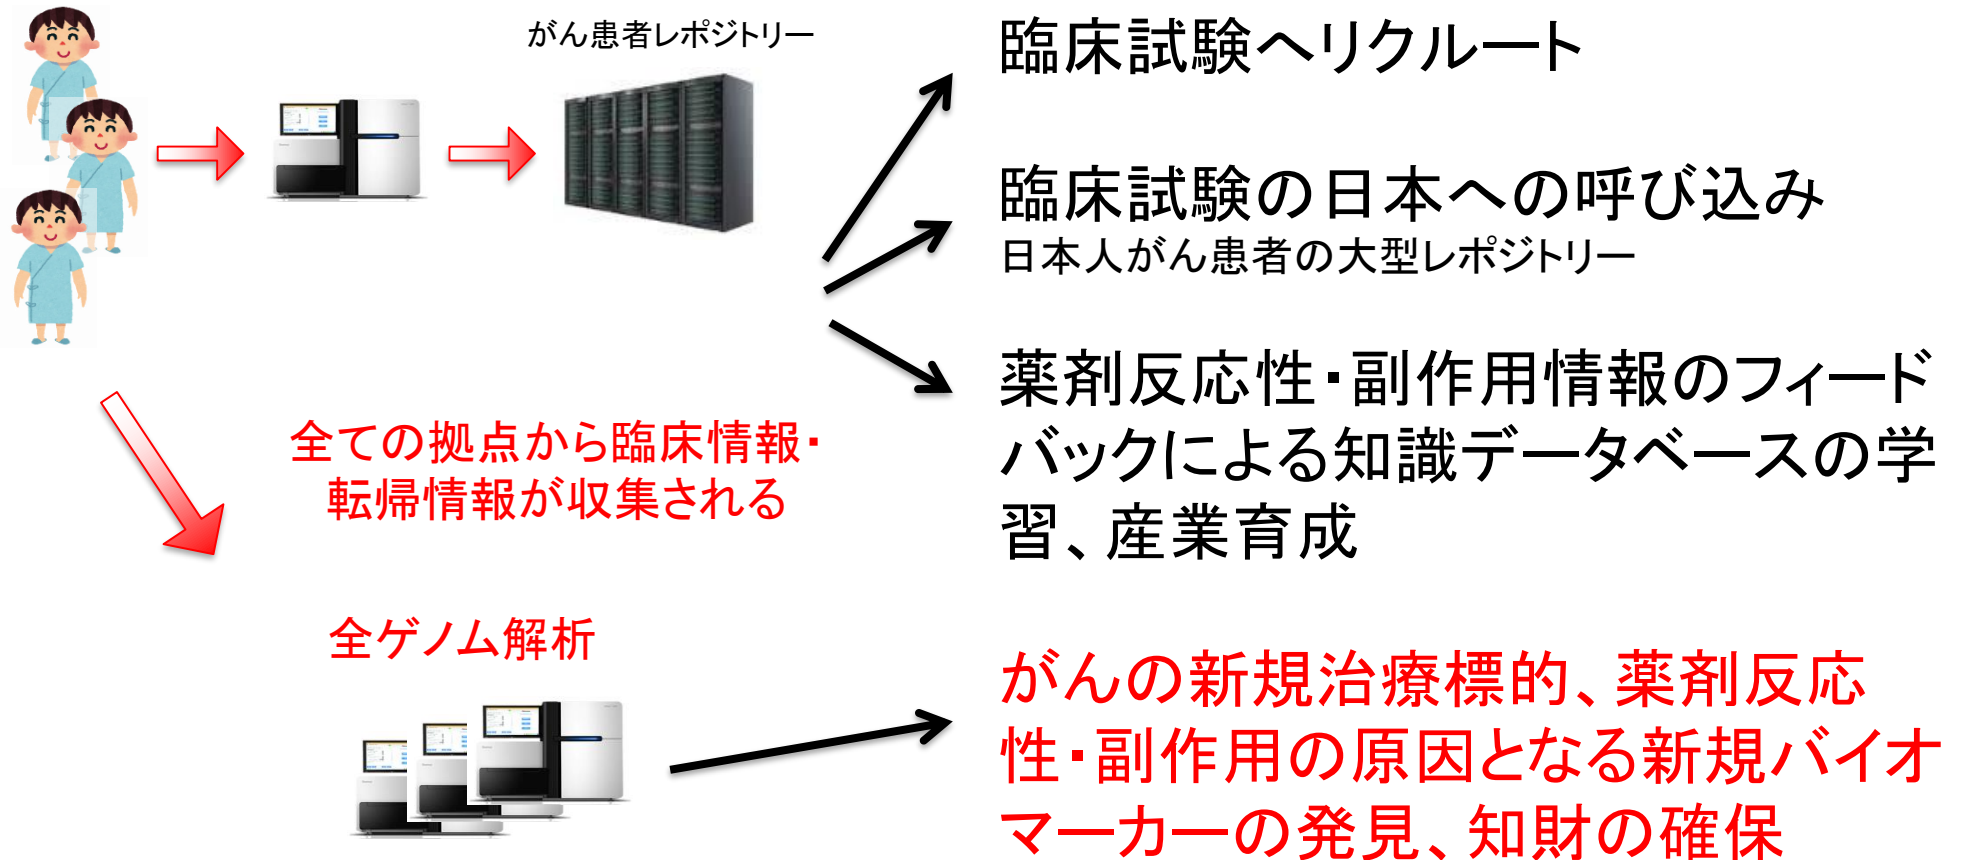 がん患者レポジトリー
臨床試験へリクルート
臨床試験の日本への呼び込み
日本人がん患者の大型レポジトリー
薬剤反応性・副作用情報のフィード
バックによる知識データベースの学
習、産業育成
全ての拠点から臨床情報・
転帰情報が収集される
全ゲノム解析
がんの新規治療標的、薬剤反応
性・副作用の原因となる新規バイオ
マーカーの発見、知財の確保